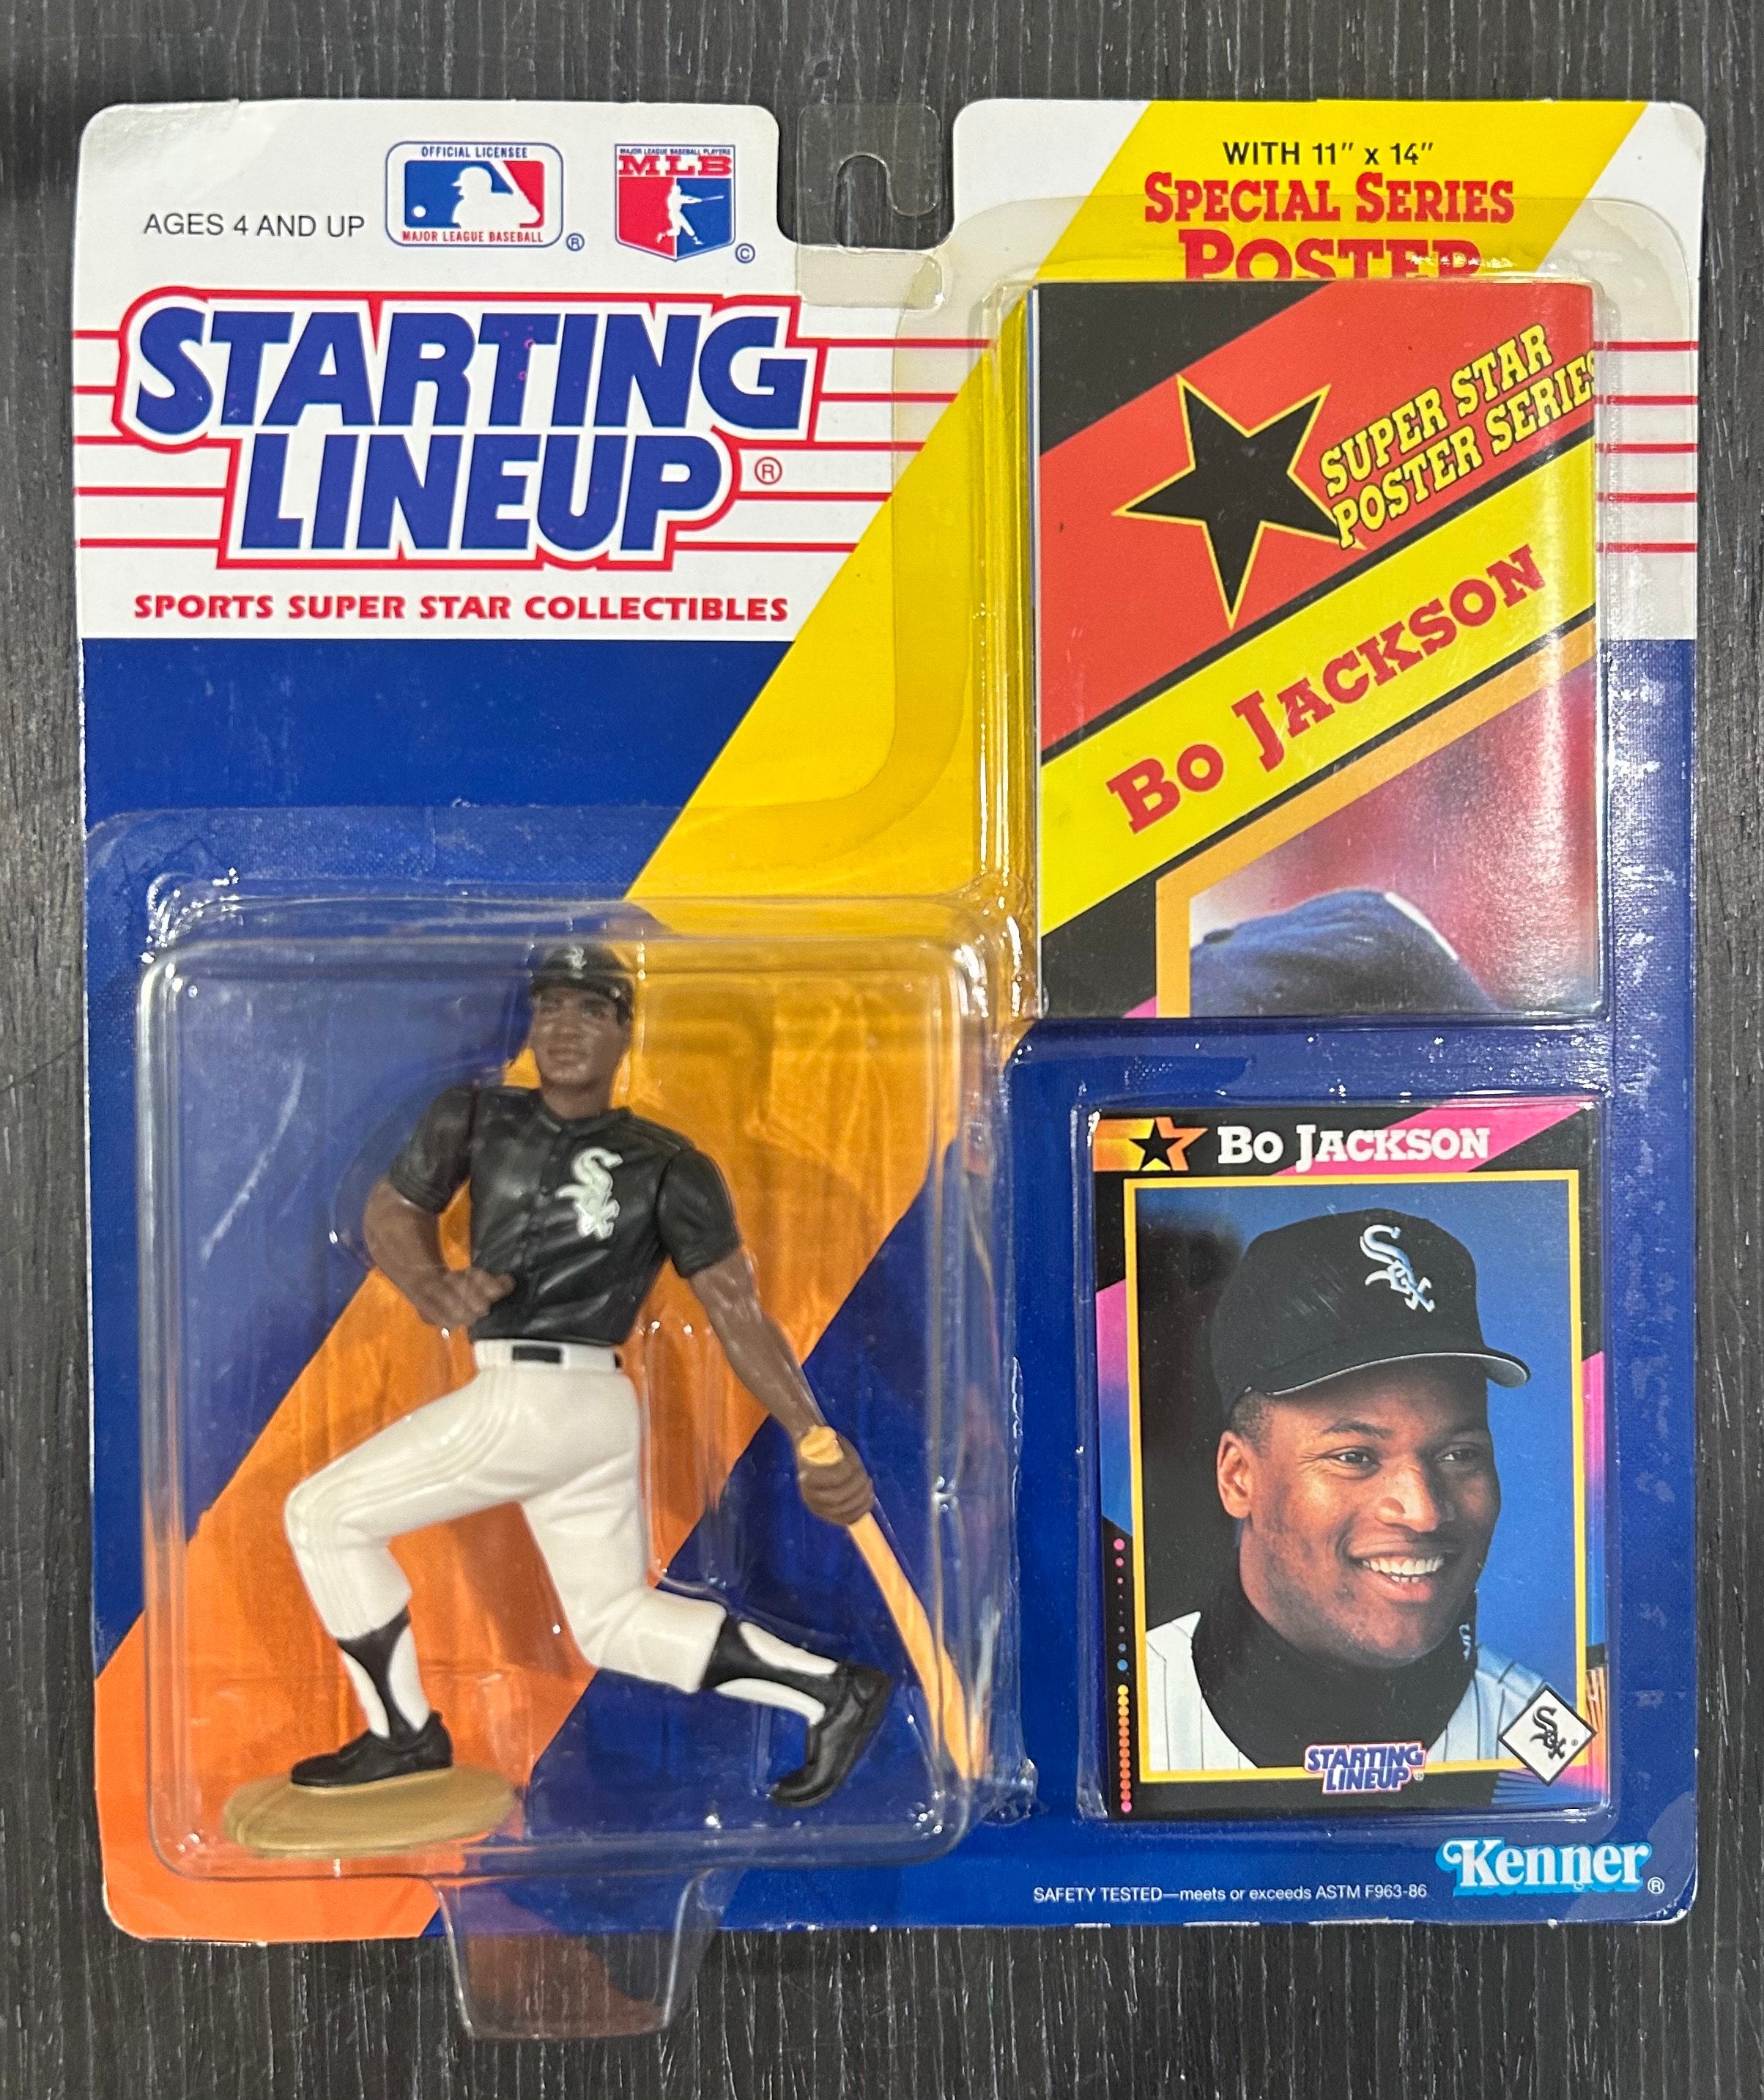 OFFICIAL LICENSEE
MAJOR LEAGUE BASEBALL
®
MAJOR LEAGUE BASEBALL PLAYERS
MLB
©
AGES 4 AND UP
STARTING
LINEUP ®
SPORTS SUPER STAR COLLECTIBLES
WITH 11" x 14"
SPECIAL SERIES
POSTER
SUPER STAR
POSTER SERIES
BO JACKSON
Sox
Sox
BO JACKSON
Sox
Sox
STARTING
LINEUP
Kenner ®
SAFETY TESTED—meets or exceeds ASTM F963-86